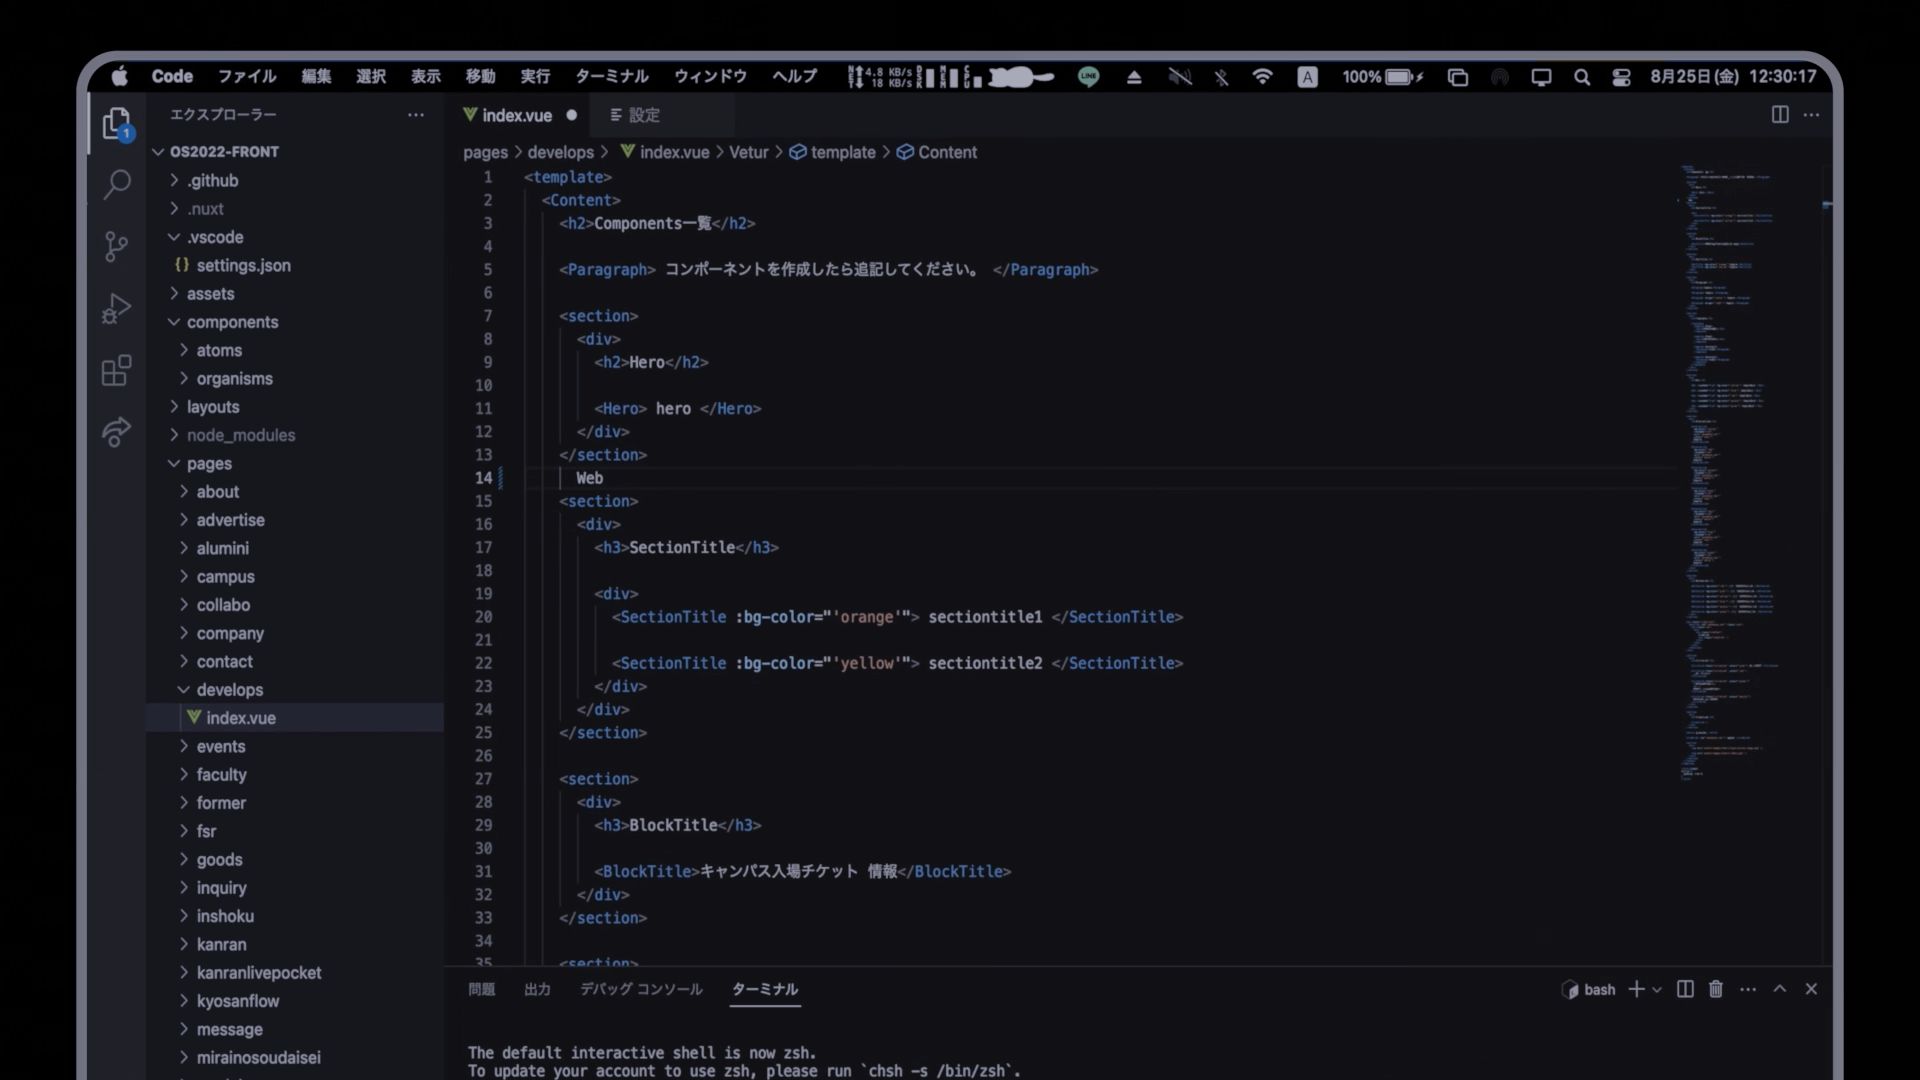 Code ファイル 編集 選択 表示 移動 実行 ターミナル ウィンドウ ヘルプ 4.8 KB/s 18 KB/s LINE A 100% 8月25日(金) 12:30:17
エクスプローラー
1
OS2022-FRONT
.github
.nuxt
.vscode
{} settings.json
assets
components
atoms
organisms
layouts
node_modules
pages
about
advertise
alumini
campus
collabo
company
contact
develops
index.vue
events
faculty
former
fsr
goods
inquiry
inshoku
kanran
kanranlivepocket
kyosanflow
message
mirainosoudaisei
index.vue 設定
pages > develops > index.vue > Vetur > template > Content
1 <template>
2 <Content>
3 <h2>Components一覧</h2>
4
5 <Paragraph> コンポーネントを作成したら追記してください。 </Paragraph>
6
7 <section>
8 <div>
9 <h2>Hero</h2>
10
11 <Hero> hero </Hero>
12 </div>
13 </section>
14 Web
15 <section>
16 <div>
17 <h3>SectionTitle</h3>
18
19 <div>
20 <SectionTitle :bg-color="'orange'"> sectiontitle1 </SectionTitle>
21
22 <SectionTitle :bg-color="'yellow'"> sectiontitle2 </SectionTitle>
23 </div>
24 </div>
25 </section>
26
27 <section>
28 <div>
29 <h3>BlockTitle</h3>
30
31 <BlockTitle>キャンパス入場チケット 情報</BlockTitle>
32 </div>
33 </section>
34
35 <section>
問題 出力 デバッグ コンソール ターミナル bash
The default interactive shell is now zsh.
To update your account to use zsh, please run `chsh -s /bin/zsh`.